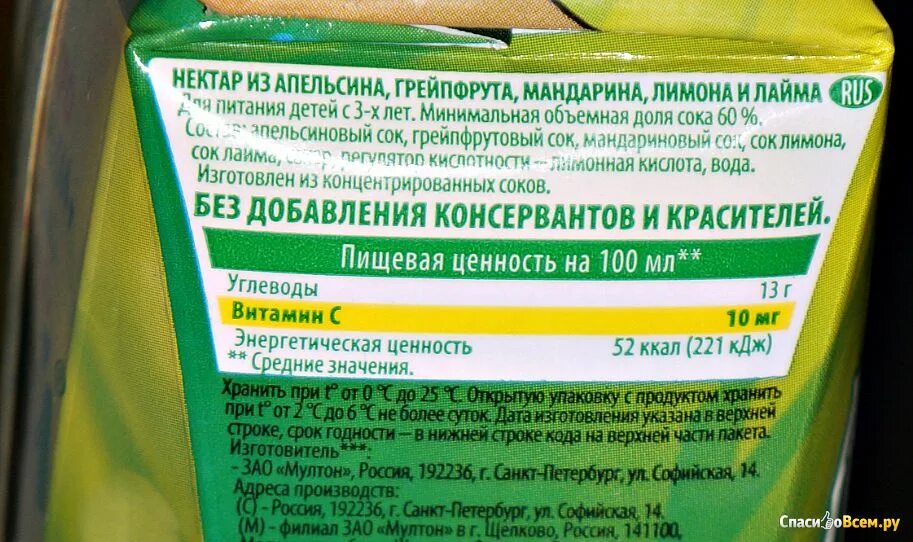 НЕКТАР ИЗ АПЕЛЬСИНА, ГРЕЙПФРУТА, МАНДАРИНА, ЛИМОНА И ЛАЙМА RUS
Для питания детей с 3-х лет. Минимальная объемная доля сока 60 %.
Состав: апельсиновый сок, грейпфрутовый сок, мандариновый сок, сок лимона,
сок лайма, сахар, регулятор кислотности – лимонная кислота, вода.
Изготовлен из концентрированных соков.
БЕЗ ДОБАВЛЕНИЯ КОНСЕРВАНТОВ И КРАСИТЕЛЕЙ.
Пищевая ценность на 100 мл**
Углеводы 13 г
Витамин С 10 мг
Энергетическая ценность 52 ккал (221 кДж)
** Средние значения.
Хранить при t° от 0 °С до 25 °С. Открытую упаковку с продуктом хранить
при t° от 2 °С до 6 °С не более суток. Дата изготовления указана в верхней
строке, срок годности – в нижней строке кода на верхней части пакета.
Изготовитель***:
- ЗАО «Мултон», Россия, 192236, г. Санкт-Петербург, ул. Софийская, 14.
Адреса производств:
(С) - Россия, 192236, г. Санкт-Петербург, ул. Софийская, 14.
(М) - филиал ЗАО «Мултон» в г. Щелково, Россия, 141100,
СпасибоВсем.ру